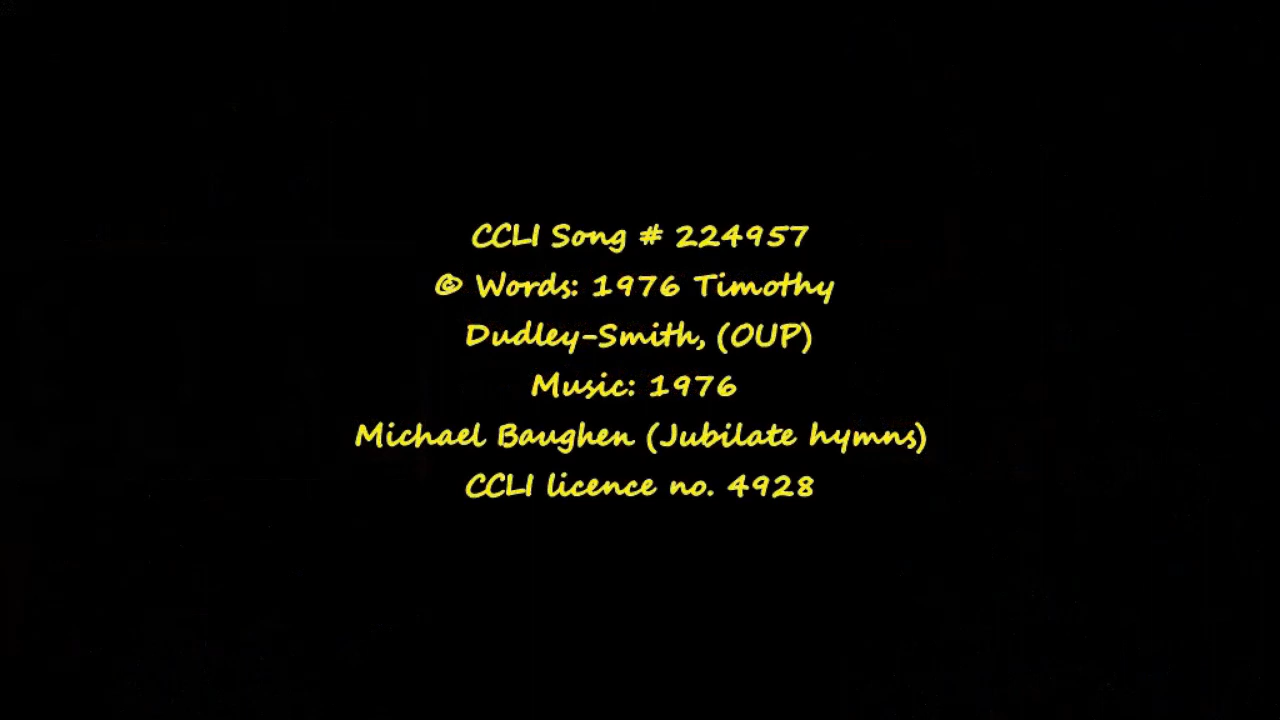 CCLI Song # 224957
© Words: 1976 Timothy
Dudley-Smith, (OUP)
Music: 1976
Michael Baughen (Jubilate hymns)
CCLI licence no. 4928